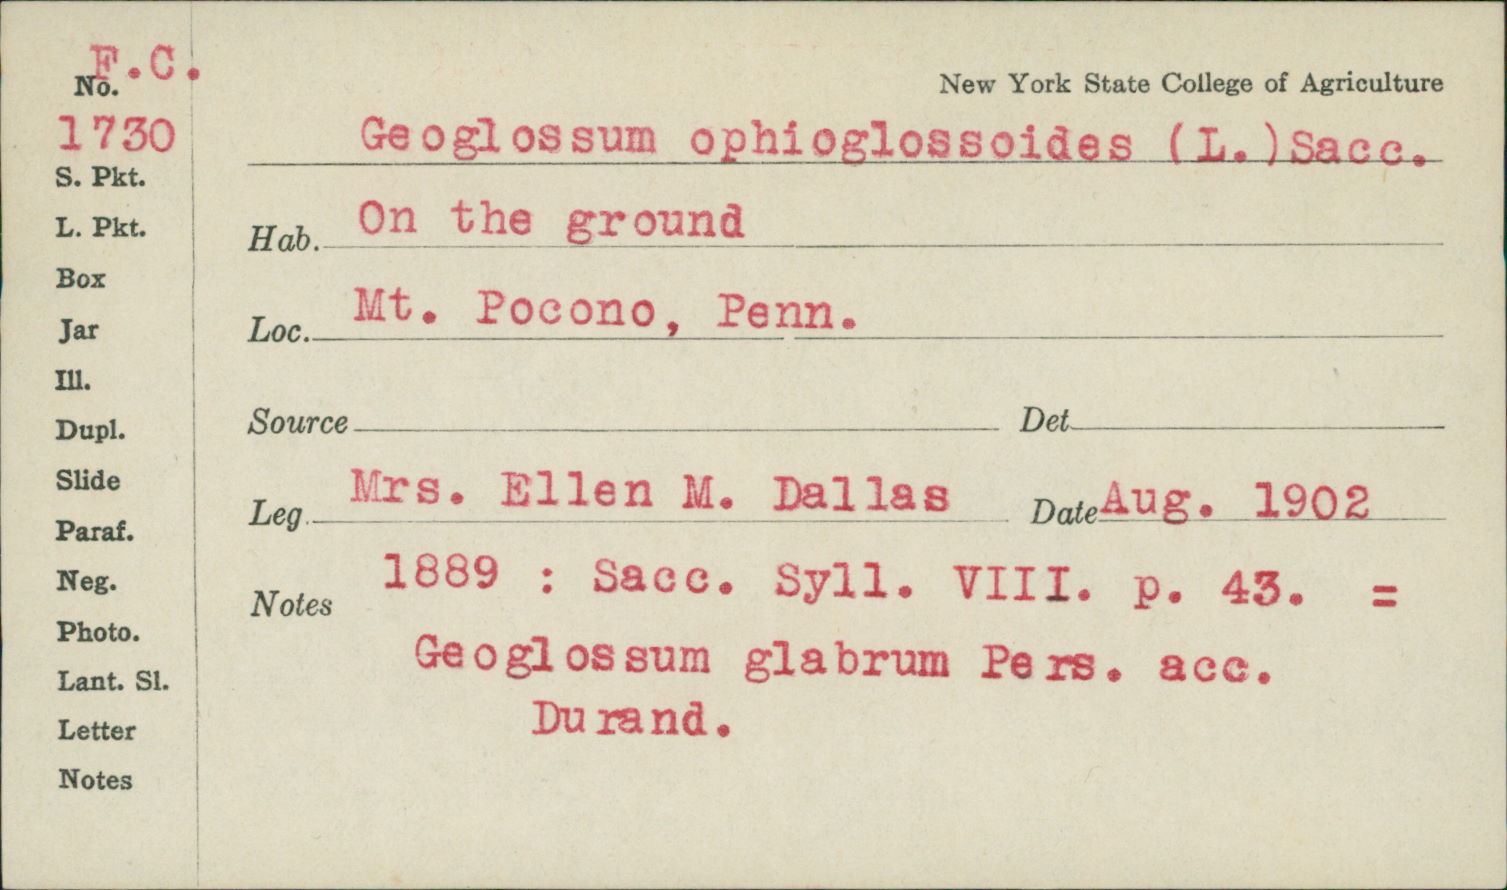 F.C.
No.
1730
S. Pkt.
L. Pkt.
Box
Jar
Ill.
Dupl.
Slide
Paraf.
Neg.
Photo.
Lant. Sl.
Letter
Notes
New York State College of Agriculture
Geoglossum ophioglossoides (L.)Sacc.
Hab. On the ground
Loc. Mt. Pocono, Penn.
Source Det
Leg. Mrs. Ellen M. Dallas Date Aug. 1902
Notes 1889 : Sacc. Syll. VIII. p. 43. =
Geoglossum glabrum Pers. acc.
Durand.